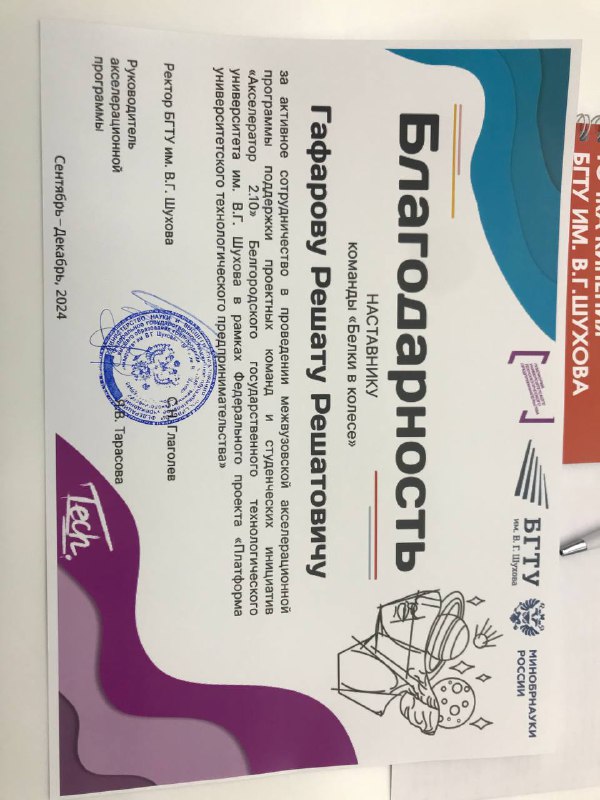 БГТУ
им. В. Г. Шухова
МИНОБРНАУКИ
РОССИИ
Благодарность
НАСТАВНИКУ
команды «Белки в колесе»
Гафарову Решату Решатовичу
за активное сотрудничество в проведении межвузовской акселерационной
программы поддержки проектных команд и студенческих инициатив
«Акселератор 2.10» Белгородского государственного технологического
университета им. В.Г. Шухова в рамках Федерального проекта «Платформа
университетского технологического предпринимательства»
Ректор БГТУ им. В.Г. Шухова
С.Н. Глаголев
Руководитель
акселерационной
программы
Тарасова
Сентябрь – Декабрь, 2024
Tech.
ТОЧКА КИПЕНИЯ
БГТУ ИМ. В.Г.ШУХОВА